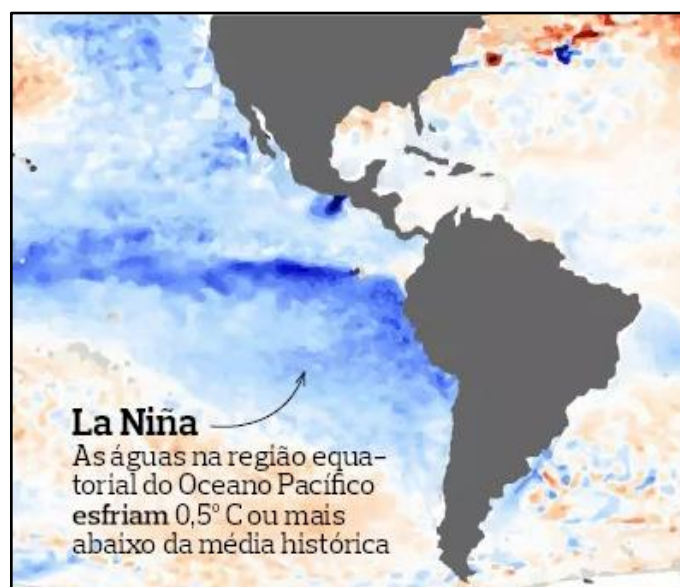 La Niña
As águas na região equa-
torial do Oceano Pacífico
esfriam 0,5º C ou mais
abaixo da média histórica